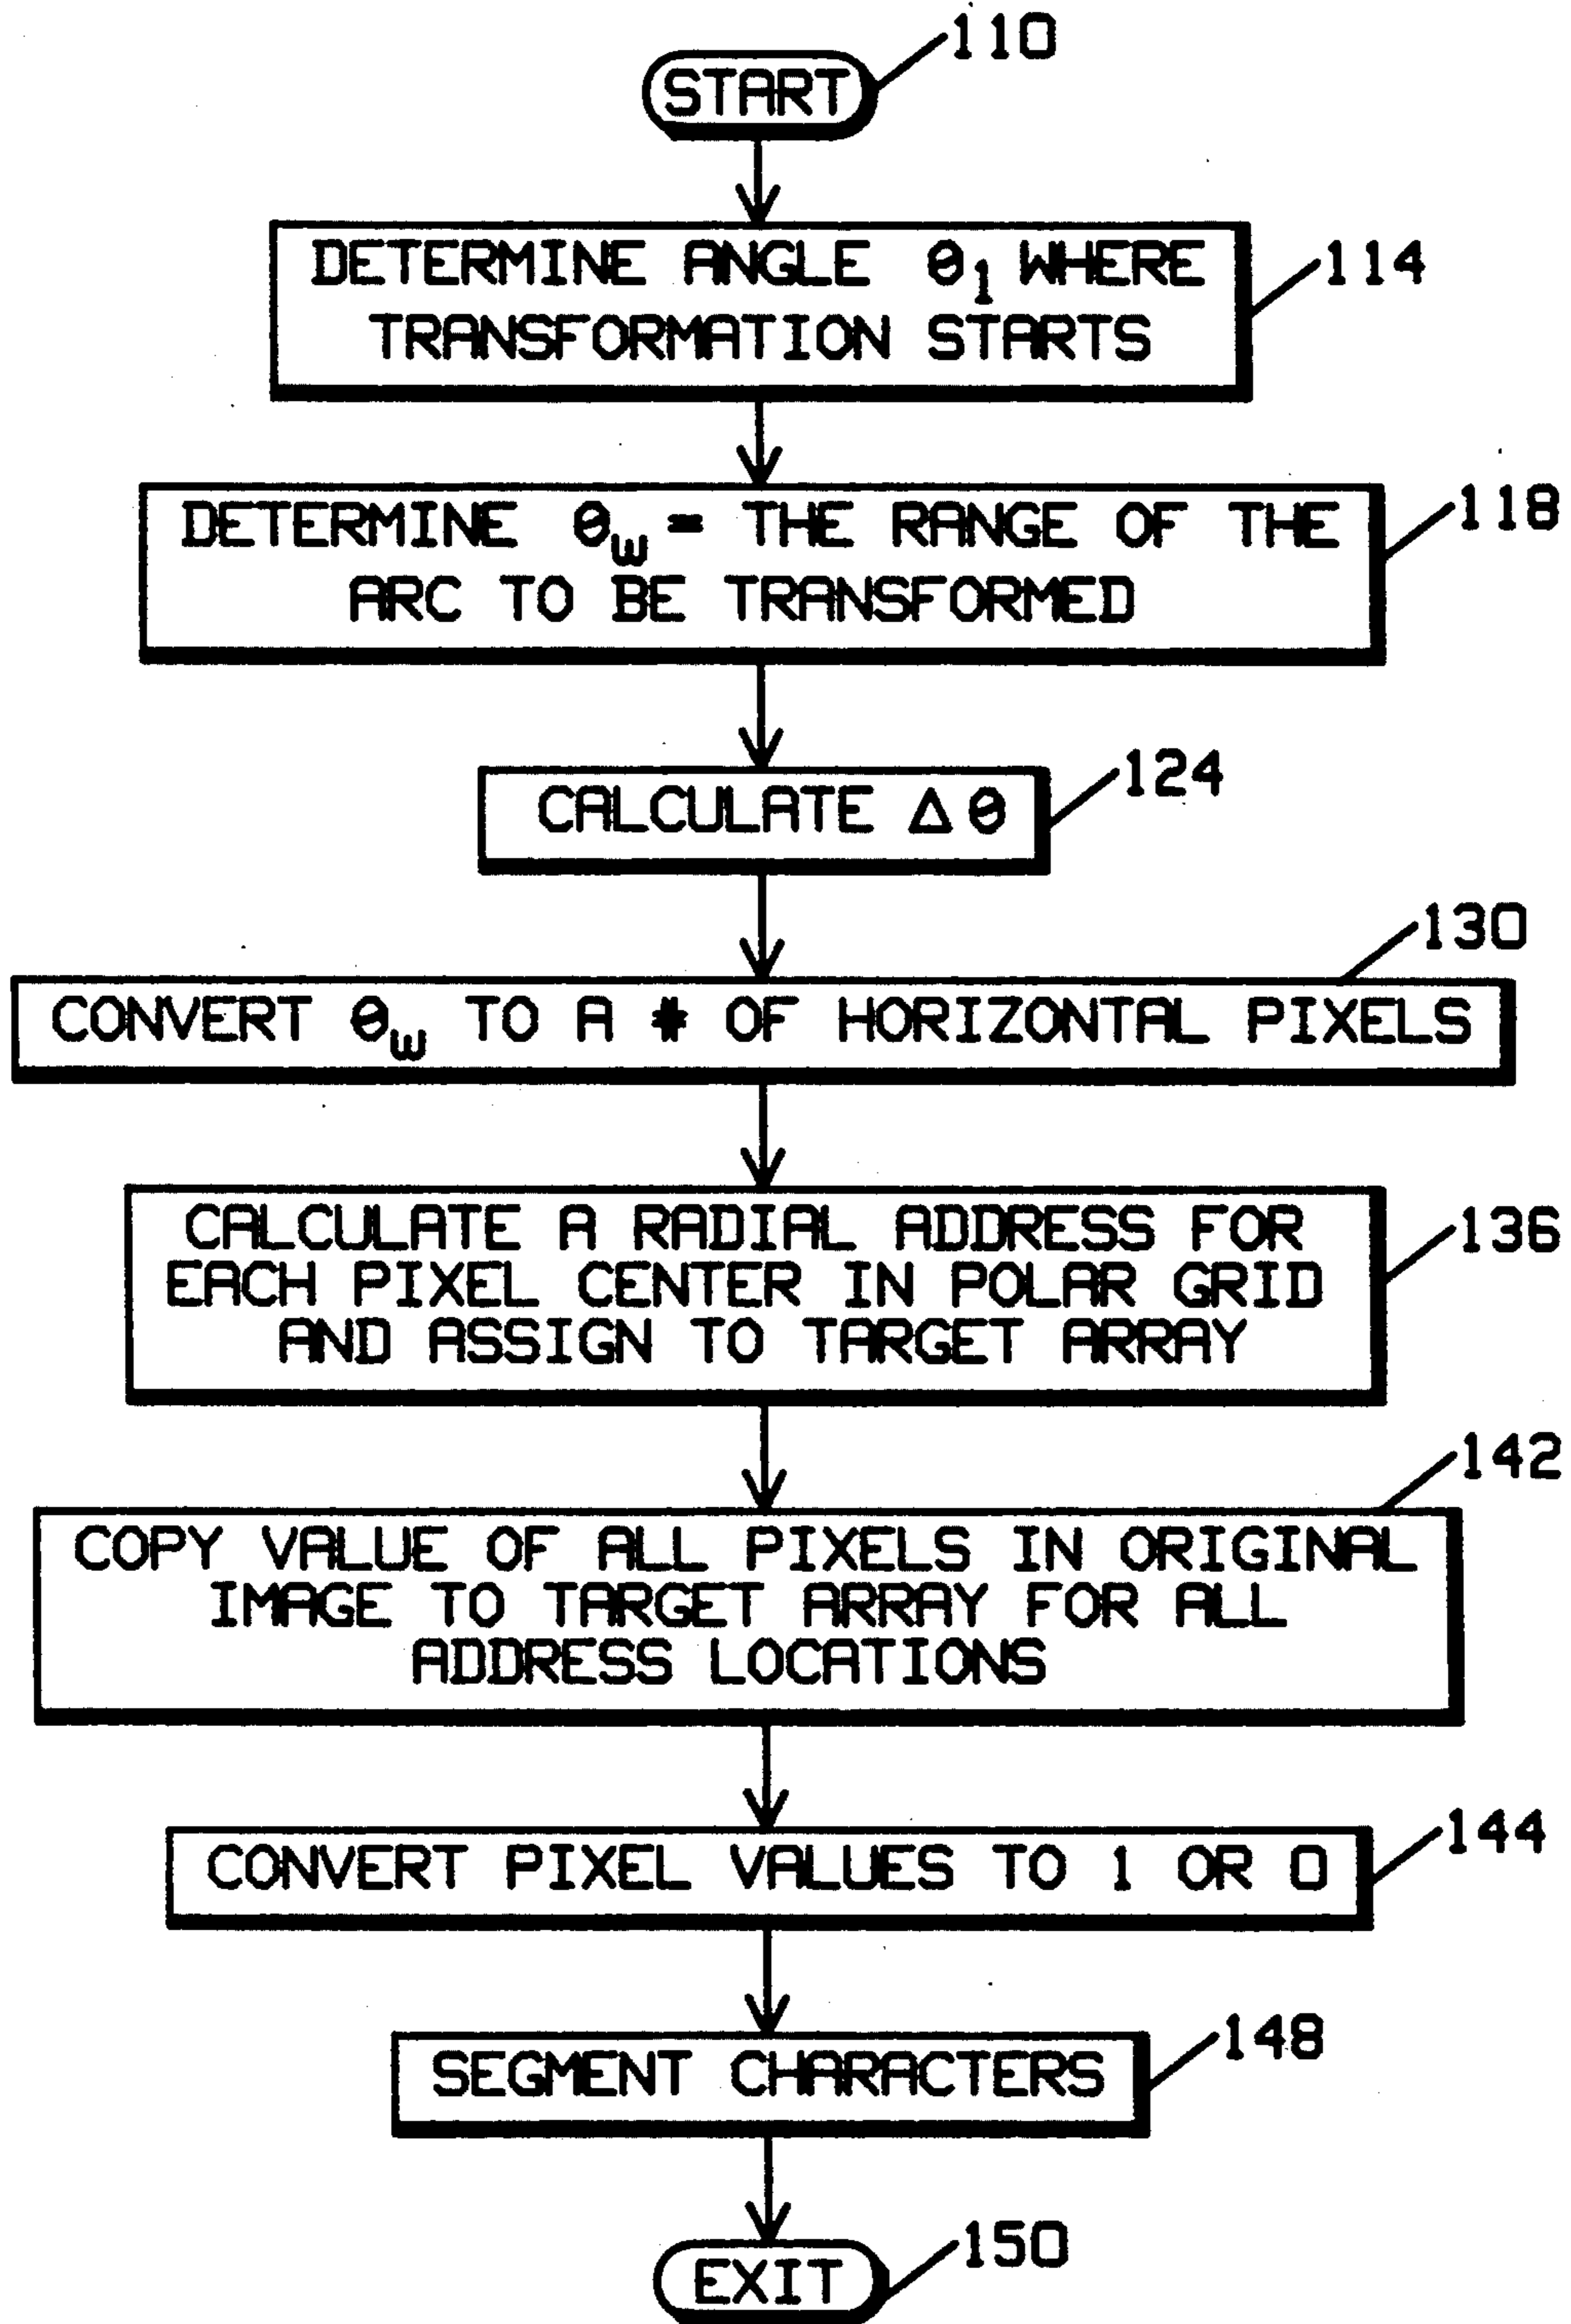 110
START
DETERMINE ANGLE θ₁ WHERE
TRANSFORMATION STARTS
114
DETERMINE θw = THE RANGE OF THE
ARC TO BE TRANSFORMED
118
CALCULATE Δ θ
124
130
CONVERT θw TO A # OF HORIZONTAL PIXELS
CALCULATE A RADIAL ADDRESS FOR
EACH PIXEL CENTER IN POLAR GRID
AND ASSIGN TO TARGET ARRAY
136
142
COPY VALUE OF ALL PIXELS IN ORIGINAL
IMAGE TO TARGET ARRAY FOR ALL
ADDRESS LOCATIONS
144
CONVERT PIXEL VALUES TO 1 OR 0
148
SEGMENT CHARACTERS
150
EXIT